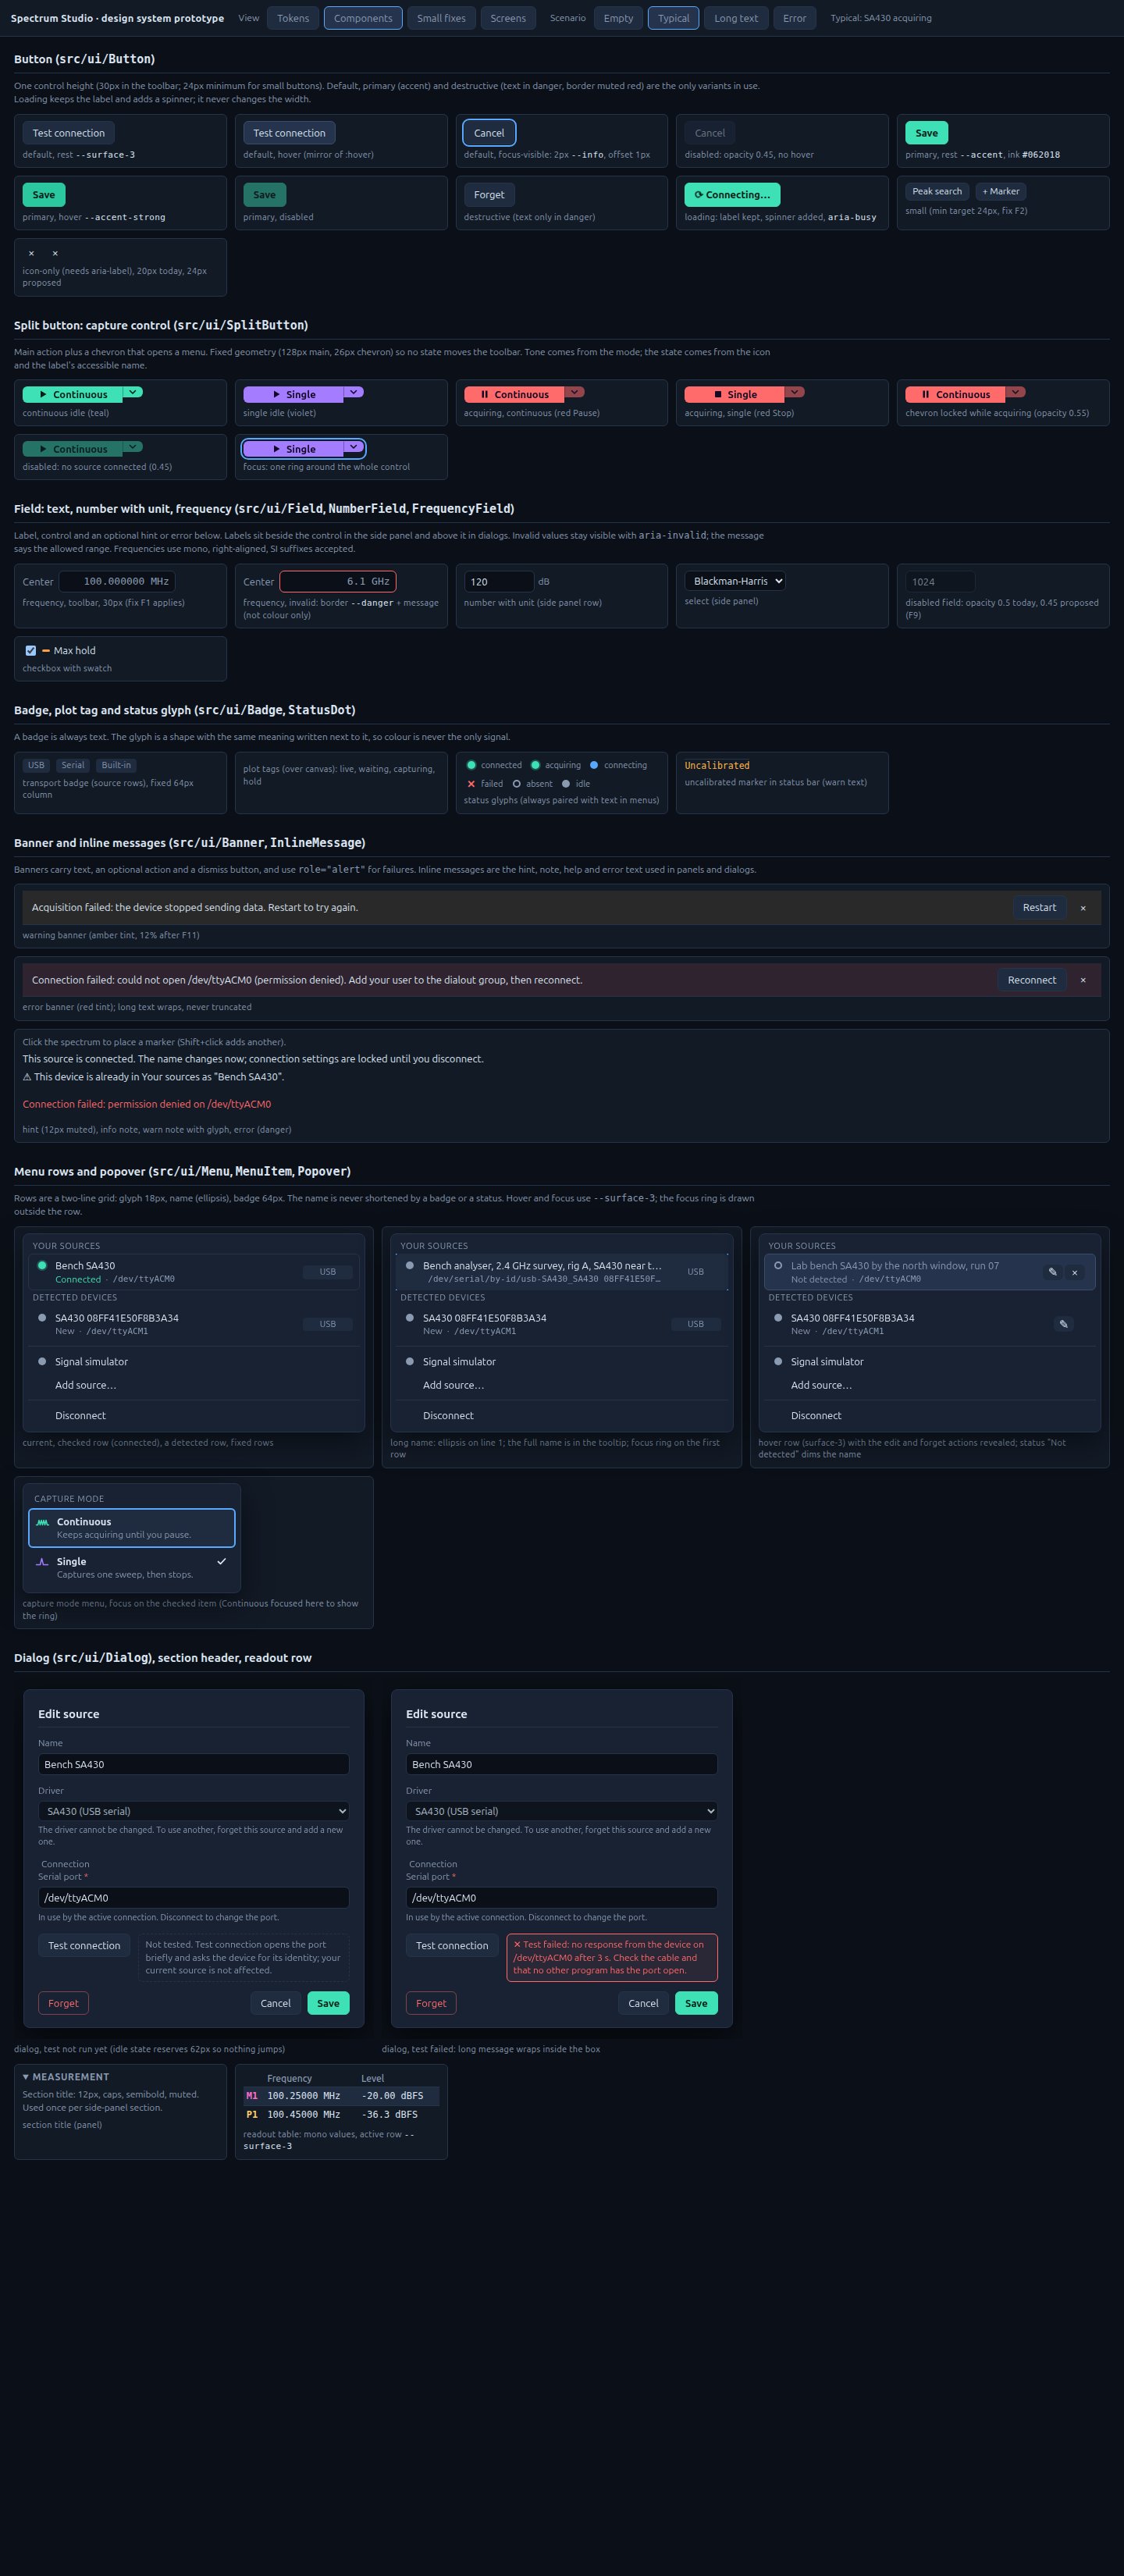 Spectrum Studio · design system prototype View Tokens Components Small fixes Screens Scenario Empty Typical Long text Error Typical: SA430 acquiring
Button (src/ui/Button)
One control height (30px in the toolbar; 24px minimum for small buttons). Default, primary (accent) and destructive (text in danger, border muted red) are the only variants in use.
Loading keeps the label and adds a spinner; it never changes the width.
Test connection
default, rest --surface-3
Test connection
default, hover (mirror of :hover)
Cancel
default, focus-visible: 2px --info, offset 1px
Cancel
disabled: opacity 0.45, no hover
Save
primary, rest --accent, ink #062018
Save
primary, hover --accent-strong
Save
primary, disabled
Forget
destructive (text only in danger)
⟳ Connecting…
loading: label kept, spinner added, aria-busy
Peak search + Marker
small (min target 24px, fix F2)
× ×
icon-only (needs aria-label), 20px today, 24px
proposed
Split button: capture control (src/ui/SplitButton)
Main action plus a chevron that opens a menu. Fixed geometry (128px main, 26px chevron) so no state moves the toolbar. Tone comes from the mode; the state comes from the icon
and the label's accessible name.
Continuous
continuous idle (teal)
Single
single idle (violet)
Continuous
acquiring, continuous (red Pause)
Single
acquiring, single (red Stop)
Continuous
chevron locked while acquiring (opacity 0.55)
Continuous
disabled: no source connected (0.45)
Single
focus: one ring around the whole control
Field: text, number with unit, frequency (src/ui/Field, NumberField, FrequencyField)
Label, control and an optional hint or error below. Labels sit beside the control in the side panel and above it in dialogs. Invalid values stay visible with aria-invalid; the message
says the allowed range. Frequencies use mono, right-aligned, SI suffixes accepted.
Center 100.000000 MHz
frequency, toolbar, 30px (fix F1 applies)
Center 6.1 GHz
frequency, invalid: border --danger + message
(not colour only)
120 dB
number with unit (side panel row)
Blackman-Harris
select (side panel)
1024
disabled field: opacity 0.5 today, 0.45 proposed
(F9)
Max hold
checkbox with swatch
Badge, plot tag and status glyph (src/ui/Badge, StatusDot)
A badge is always text. The glyph is a shape with the same meaning written next to it, so colour is never the only signal.
USB Serial Built-in
transport badge (source rows), fixed 64px
column
plot tags (over canvas): live, waiting, capturing,
hold
connected acquiring connecting
failed absent idle
status glyphs (always paired with text in menus)
Uncalibrated
uncalibrated marker in status bar (warn text)
Banner and inline messages (src/ui/Banner, InlineMessage)
Banners carry text, an optional action and a dismiss button, and use role="alert" for failures. Inline messages are the hint, note, help and error text used in panels and dialogs.
Acquisition failed: the device stopped sending data. Restart to try again. Restart ×
warning banner (amber tint, 12% after F11)
Connection failed: could not open /dev/ttyACM0 (permission denied). Add your user to the dialout group, then reconnect. Reconnect ×
error banner (red tint); long text wraps, never truncated
Click the spectrum to place a marker (Shift+click adds another).
This source is connected. The name changes now; connection settings are locked until you disconnect.
⚠ This device is already in Your sources as "Bench SA430".
Connection failed: permission denied on /dev/ttyACM0
hint (12px muted), info note, warn note with glyph, error (danger)
Menu rows and popover (src/ui/Menu, MenuItem, Popover)
Rows are a two-line grid: glyph 18px, name (ellipsis), badge 64px. The name is never shortened by a badge or a status. Hover and focus use --surface-3; the focus ring is drawn
outside the row.
YOUR SOURCES
Bench SA430
Connected · /dev/ttyACM0 USB
DETECTED DEVICES
SA430 08FF41E50F8B3A34
New · /dev/ttyACM1 USB
Signal simulator
Add source…
Disconnect
current, checked row (connected), a detected row, fixed rows
YOUR SOURCES
Bench analyser, 2.4 GHz survey, rig A, SA430 near t…
/dev/serial/by-id/usb-SA430_SA430 08FF41E50F… USB
DETECTED DEVICES
SA430 08FF41E50F8B3A34
New · /dev/ttyACM1 USB
Signal simulator
Add source…
Disconnect
long name: ellipsis on line 1; the full name is in the tooltip; focus ring on the first
row
YOUR SOURCES
Lab bench SA430 by the north window, run 07
Not detected · /dev/ttyACM0 ✎ ×
DETECTED DEVICES
SA430 08FF41E50F8B3A34
New · /dev/ttyACM1 ✎
Signal simulator
Add source…
Disconnect
hover row (surface-3) with the edit and forget actions revealed; status "Not
detected" dims the name
CAPTURE MODE
Continuous
Keeps acquiring until you pause.
Single
Captures one sweep, then stops.
capture mode menu, focus on the checked item (Continuous focused here to show
the ring)
Dialog (src/ui/Dialog), section header, readout row
Edit source
Name
Bench SA430
Driver
SA430 (USB serial)
The driver cannot be changed. To use another, forget this source and add a new
one.
Connection
Serial port *
/dev/ttyACM0
In use by the active connection. Disconnect to change the port.
Test connection
Not tested. Test connection opens the port
briefly and asks the device for its identity; your
current source is not affected.
Forget Cancel Save
dialog, test not run yet (idle state reserves 62px so nothing jumps)
Edit source
Name
Bench SA430
Driver
SA430 (USB serial)
The driver cannot be changed. To use another, forget this source and add a new
one.
Connection
Serial port *
/dev/ttyACM0
In use by the active connection. Disconnect to change the port.
Test connection
✕ Test failed: no response from the device on
/dev/ttyACM0 after 3 s. Check the cable and
that no other program has the port open.
Forget Cancel Save
dialog, test failed: long message wraps inside the box
▼ MEASUREMENT
Section title: 12px, caps, semibold, muted.
Used once per side-panel section.
section title (panel)
Frequency Level
M1 100.25000 MHz -20.00 dBFS
P1 100.45000 MHz -36.3 dBFS
readout table: mono values, active row --
surface-3